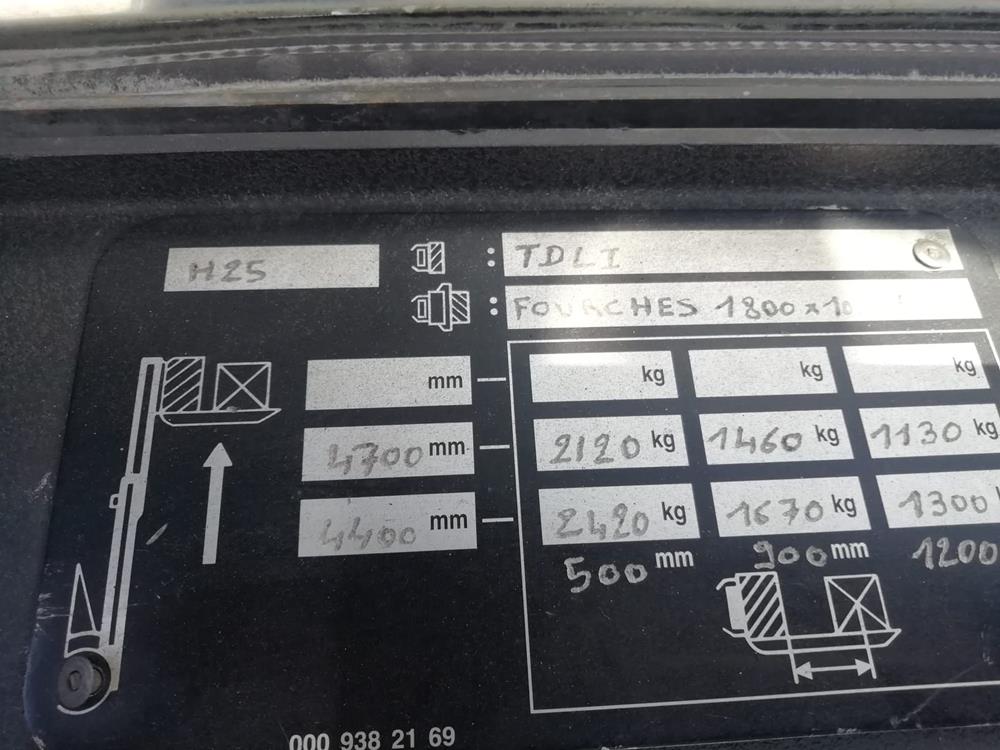 H25 : TDLI
: FOURCHES 1800x10
mm kg kg kg
4700 mm 2120 kg 1460 kg 1130 kg
4400 mm 2420 kg 1670 kg 1300
500 mm 900 mm 1200
000 938 21 69